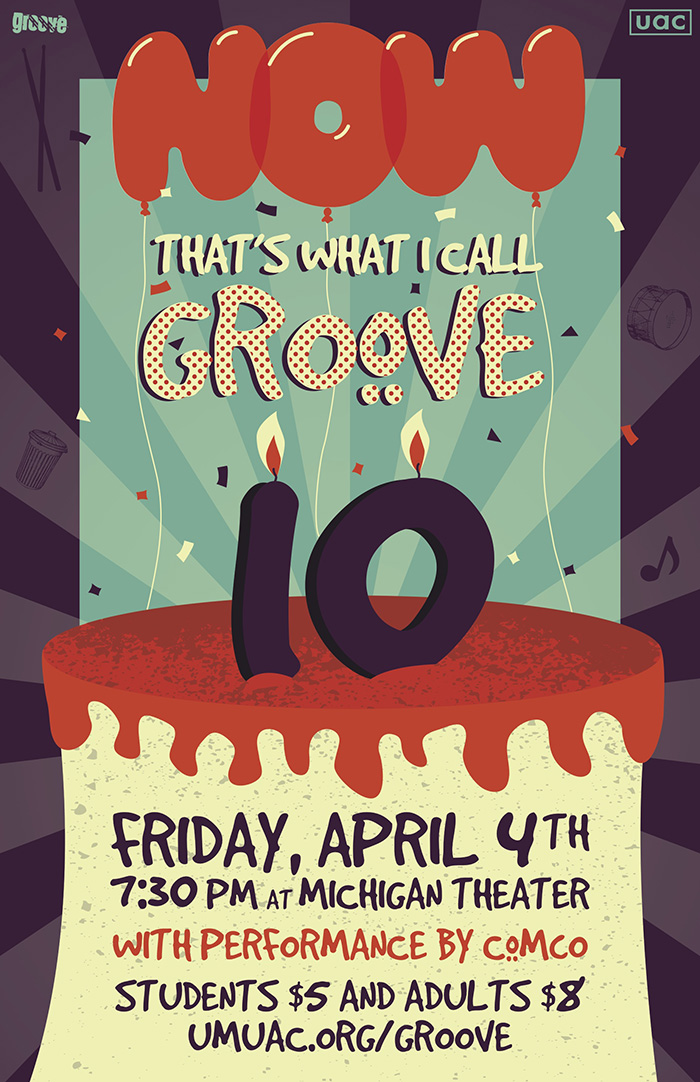 groove
uac
NOW
THAT'S WHAT I CALL
GROOVE
10
FRIDAY, APRIL 4TH
7:30 PM AT MICHIGAN THEATER
WITH PERFORMANCE BY COMCO
STUDENTS $5 AND ADULTS $8
UMUAC.ORG/GROOVE